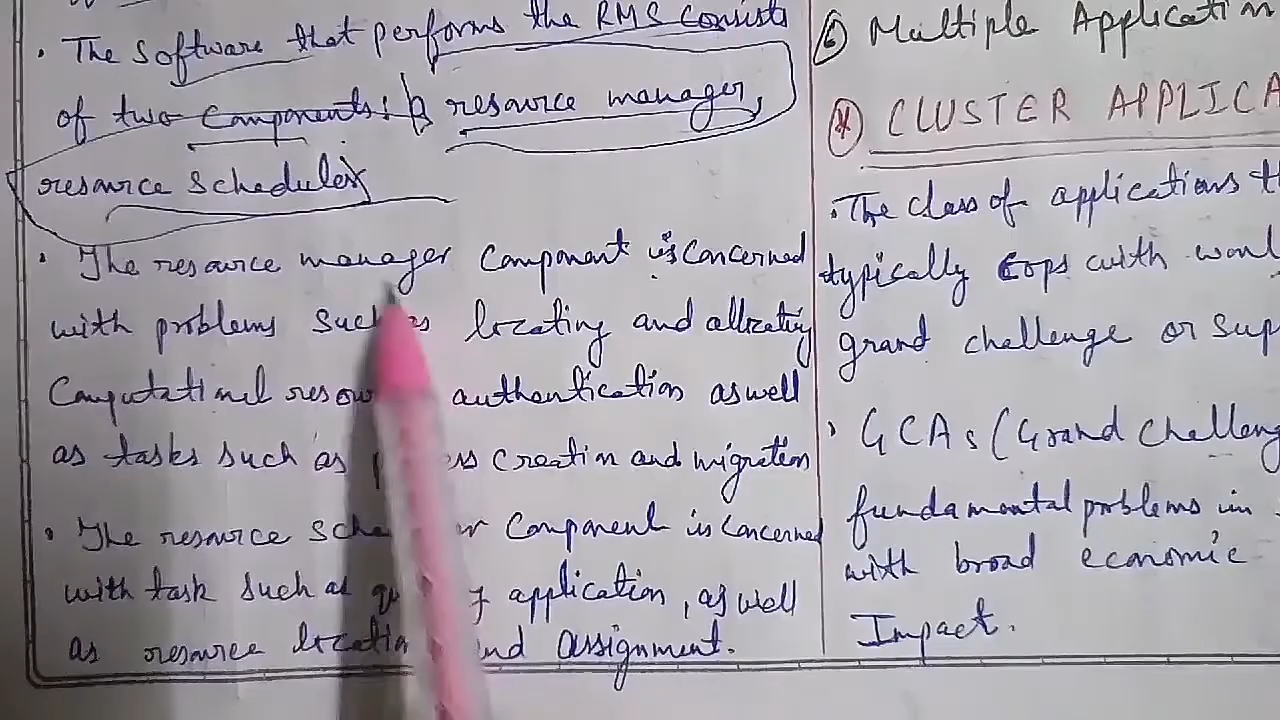 • The Software that performs the RMS Consists
of two Components: resource manager,
resource Scheduler
• The resource manager Component is Concerned
with problems such as locating and allocating
Computational authentication as well
as tasks such as Creation and migration
• The resource Component is Concerned
with task such as application, as well
as resource and assignment.
⑥ Multiple Application
CLUSTER APPLICA
• The class of applications th
typically Cops with woul
grand challenge or Sup
• GCAs (Grand Challeng
fundamental problems in
with broad economic
Impact.